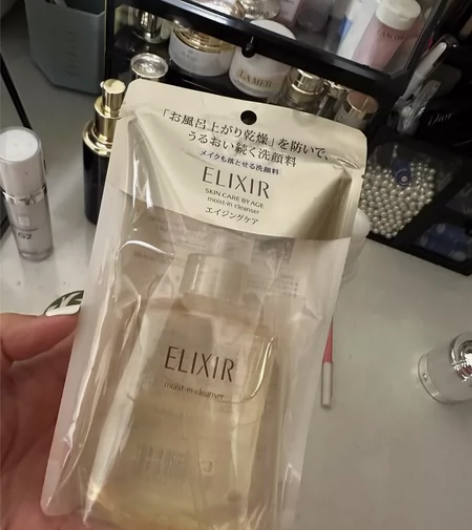 LA MER
LANCOME
Dior
「お風呂上がり乾燥」を防いで、
うるおい続く洗顔料
メイクも落とせる洗顔料
ELIXIR
SKIN CARE BY AGE
moist-in cleanser
エイジングケア
ELIXIR
moist-in cleanser